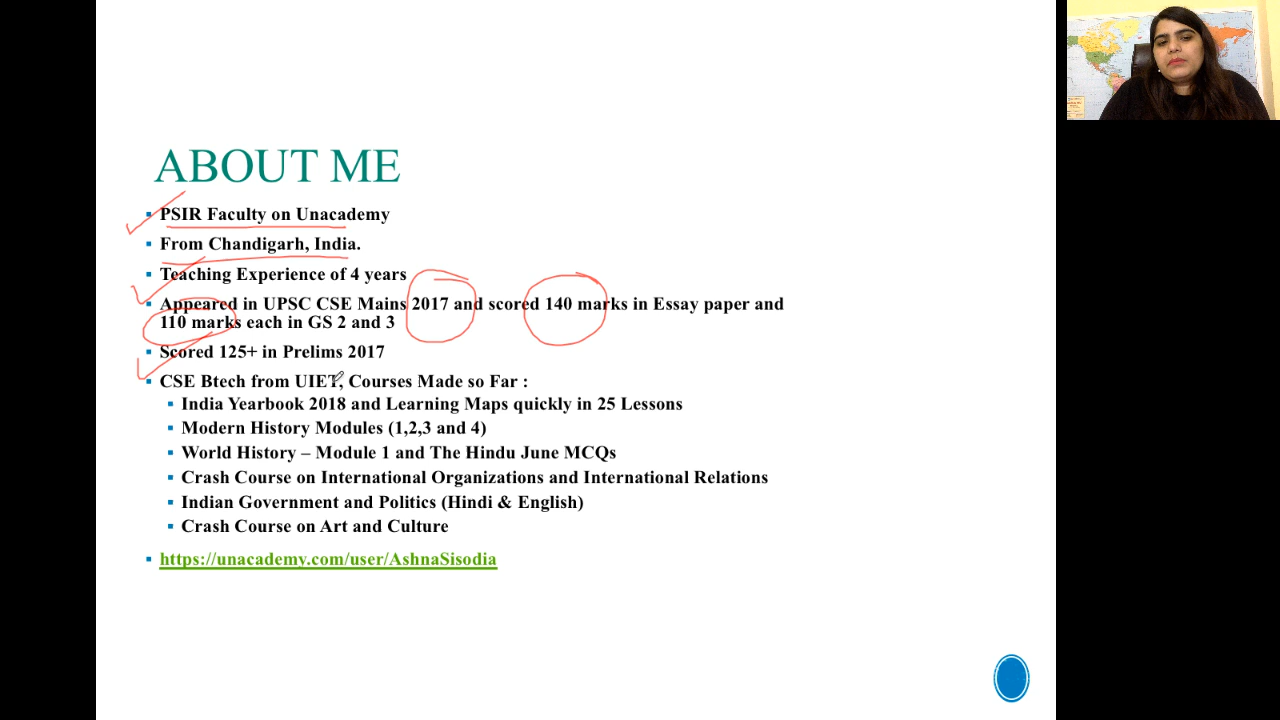 ABOUT ME
▪ PSIR Faculty on Unacademy
▪ From Chandigarh, India.
▪ Teaching Experience of 4 years
▪ Appeared in UPSC CSE Mains 2017 and scored 140 marks in Essay paper and
110 marks each in GS 2 and 3
▪ Scored 125+ in Prelims 2017
▪ CSE Btech from UIET, Courses Made so Far :
▪ India Yearbook 2018 and Learning Maps quickly in 25 Lessons
▪ Modern History Modules (1,2,3 and 4)
▪ World History – Module 1 and The Hindu June MCQs
▪ Crash Course on International Organizations and International Relations
▪ Indian Government and Politics (Hindi & English)
▪ Crash Course on Art and Culture
▪ https://unacademy.com/user/AshnaSisodia